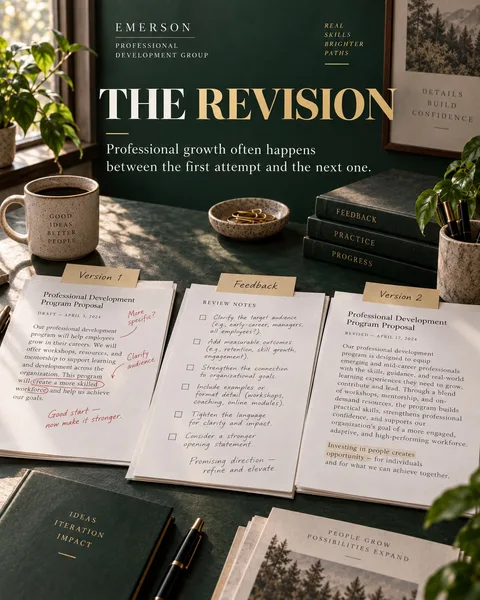 EMERSON
PROFESSIONAL
DEVELOPMENT GROUP
REAL
SKILLS
BRIGHTER
PATHS
THE REVISION
Professional growth often happens
between the first attempt and the next one.
DETAILS
BUILD
CONFIDENCE
GOOD
IDEAS
BETTER
PEOPLE
FEEDBACK
PRACTICE
PROGRESS
Version 1
Professional Development
Program Proposal
DRAFT – APRIL 3, 2024
Our professional development
program will help employees
grow in their careers. We will
offer workshops, resources, and
mentorship to support learning
and development across the
organization. This program
will create a more skilled
workforce and help us achieve
our goals.
More
specific?
Clarify
audience
Good start —
now make it stronger.
Feedback
REVIEW NOTES
Clarify the target audience
(e.g., early-career, managers,
all employees?).
Add measurable outcomes
(e.g., retention, skill growth,
engagement).
Strengthen the connection
to organizational goals.
Include examples or
format detail (workshops,
coaching, online modules).
Tighten the language
for clarity and impact.
Consider a stronger
opening statement.
Promising direction —
refine and elevate.
Version 2
Professional Development
Program Proposal
REVISED – APRIL 17, 2024
Our professional development
program is designed to equip
emerging and mid-career professionals
with the skills, guidance, and real-world
learning experiences they need to grow,
contribute and lead. Through a blend
of workshops, mentorship, and on-
demand resources, the program builds
practical skills, strengthens professional
confidence, and supports our
organization's goal of a more engaged,
adaptive, and high-performing workforce.
Investing in people creates
opportunity — for individuals
and for what we can achieve together.
IDEAS
ITERATION
IMPACT
PEOPLE GROW
POSSIBILITIES EXPAND